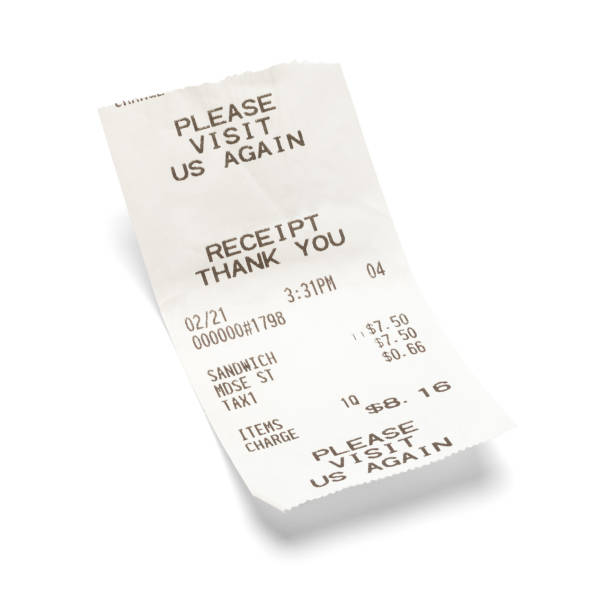 CHANGE
PLEASE
VISIT
US AGAIN
RECEIPT
THANK YOU
02/21 3:31PM 04
000000#1798
SANDWICH $7.50
MDSE ST $7.50
TAX1 $0.66
ITEMS 1Q
CHARGE $8.16
PLEASE
VISIT
US AGAIN